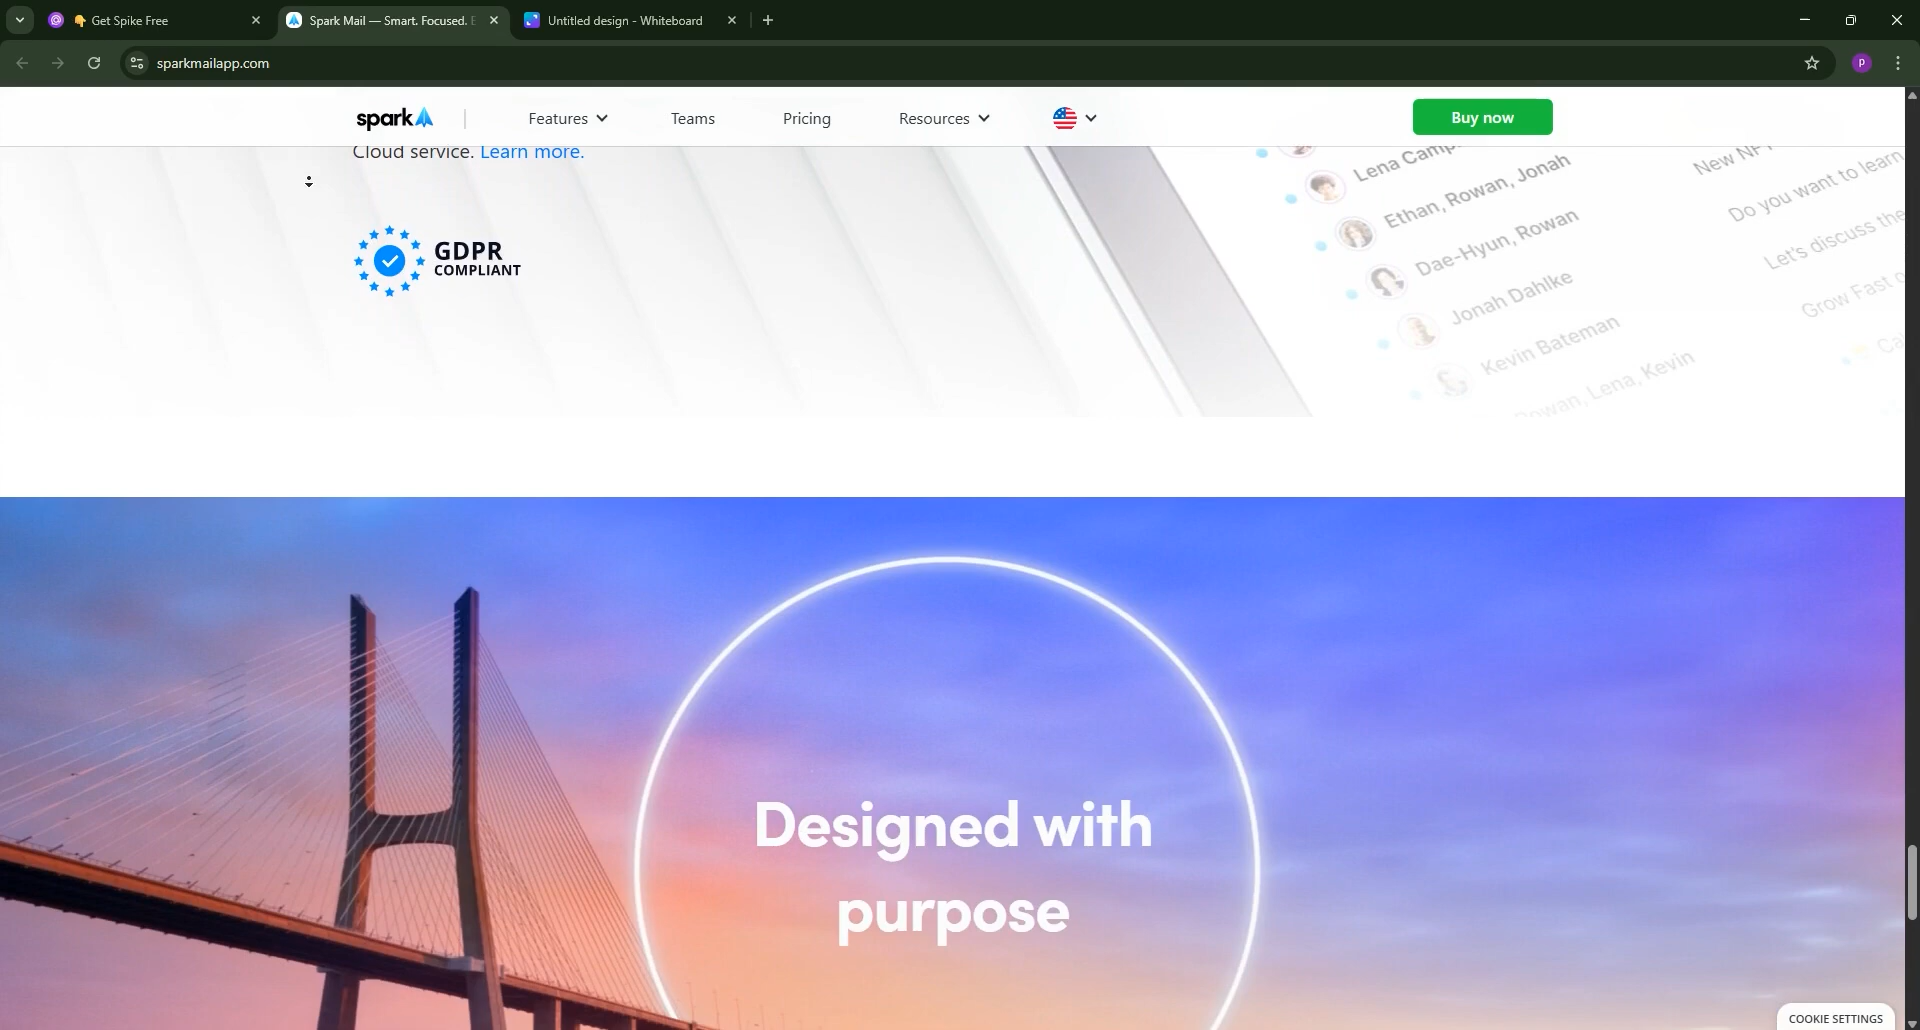 Get Spike Free
Spark Mail — Smart. Focused.
Untitled design - Whiteboard
sparkmailapp.com
P
spark
Features
Teams
Pricing
Resources
Buy now
Cloud service. Learn more.
GDPR
COMPLIANT
Lena
New
Ethan, Rowan, Jonah
Do you want to learn
Dae-Hyun, Rowan
Let's discuss the
Jonah Dahlke
Grow Fast
Kevin Bateman
Rowan, Lena, Kevin
Designed with
purpose
COOKIE SETTINGS